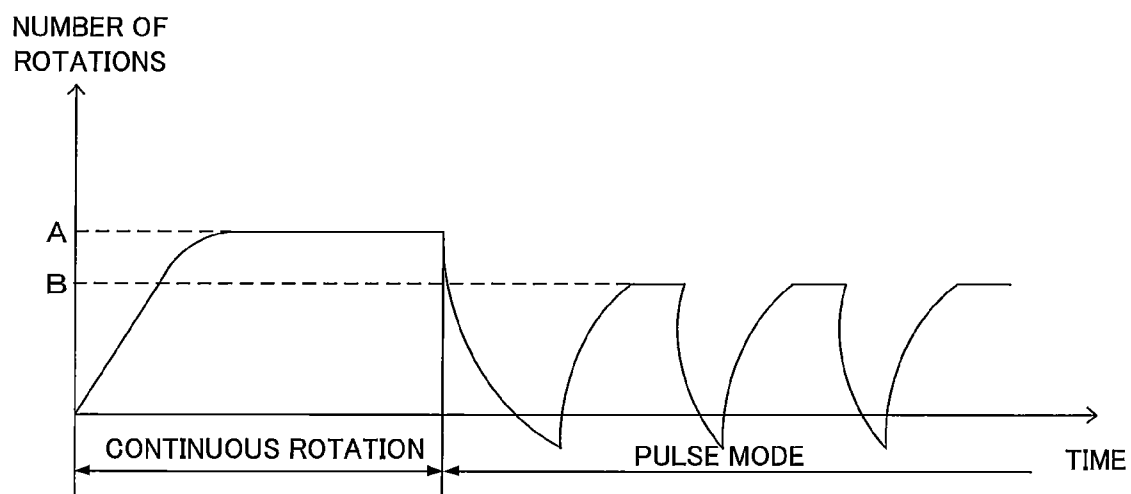 NUMBER OF
ROTATIONS
A
B
CONTINUOUS ROTATION
PULSE MODE
TIME